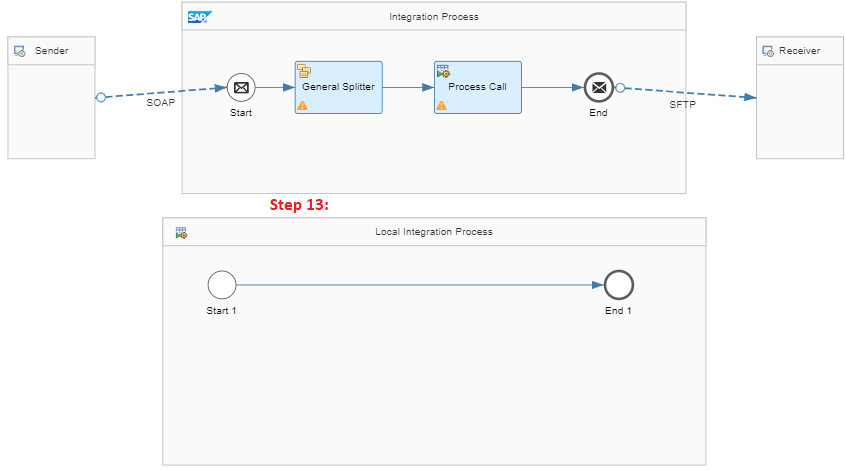 SAP
Integration Process
Sender
Receiver
General Splitter
Process Call
SOAP
Start
End
SFTP
Step 13:
Local Integration Process
Start 1
End 1